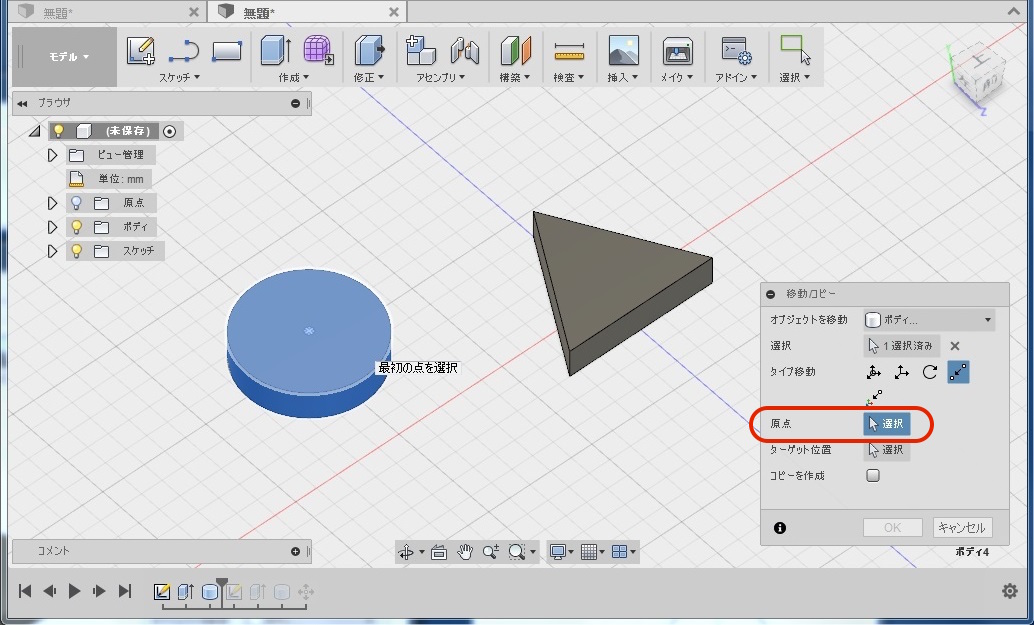 無題*
無題*
モデル
スケッチ
作成
修正
アセンブリ
構築
検査
挿入
メイク
アドイン
選択
ブラウザ
(未保存)
ビュー管理
単位: mm
原点
ボディ
スケッチ
Z
最初の点を選択
移動/コピー
オブジェクトを移動
ボディ...
選択
1 選択済み
タイプ移動
原点
選択
ターゲット位置
選択
コピーを作成
OK
キャンセル
ボディ4
コメント